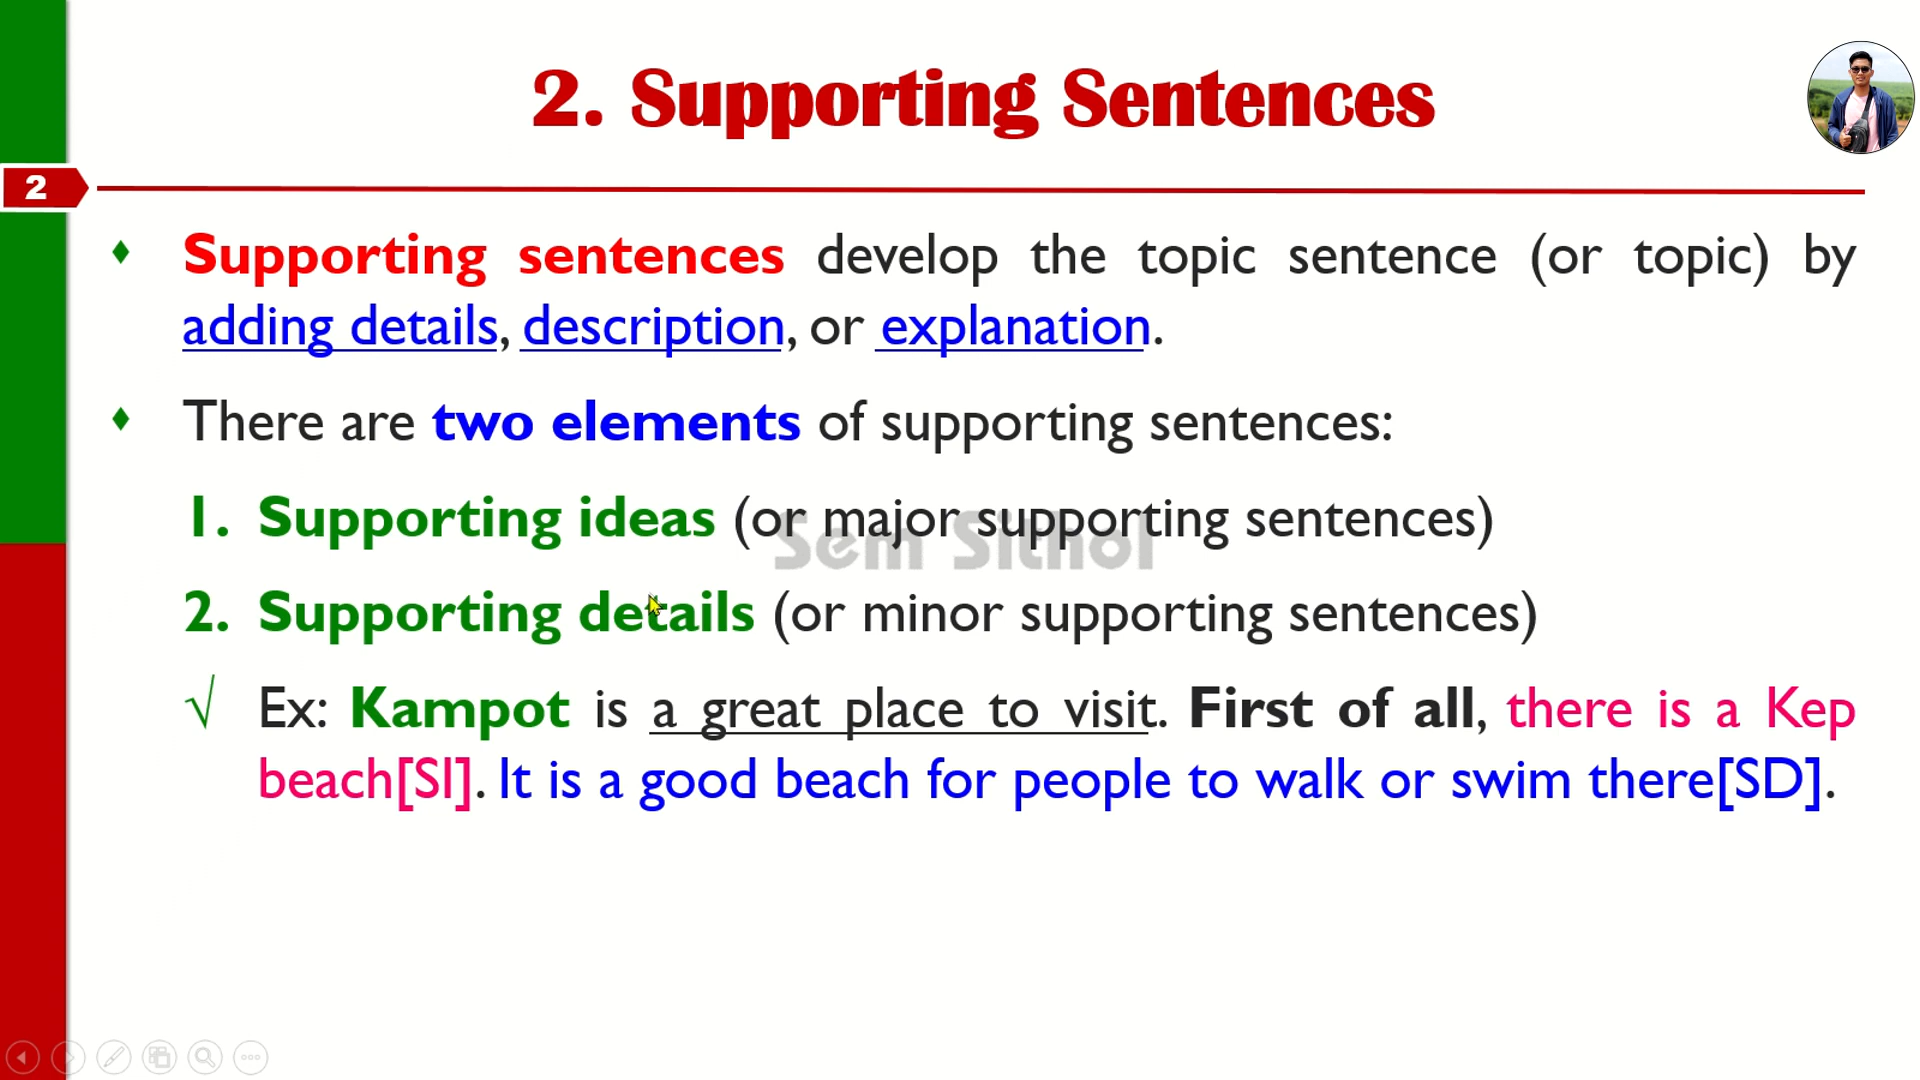 2. Supporting Sentences
2
♦ Supporting sentences develop the topic sentence (or topic) by
adding details, description, or explanation.
♦ There are two elements of supporting sentences:
1. Supporting ideas (or major supporting sentences)
Sem Sithol
2. Supporting details (or minor supporting sentences)
√ Ex: Kampot is a great place to visit. First of all, there is a Kep
beach[SI]. It is a good beach for people to walk or swim there[SD].